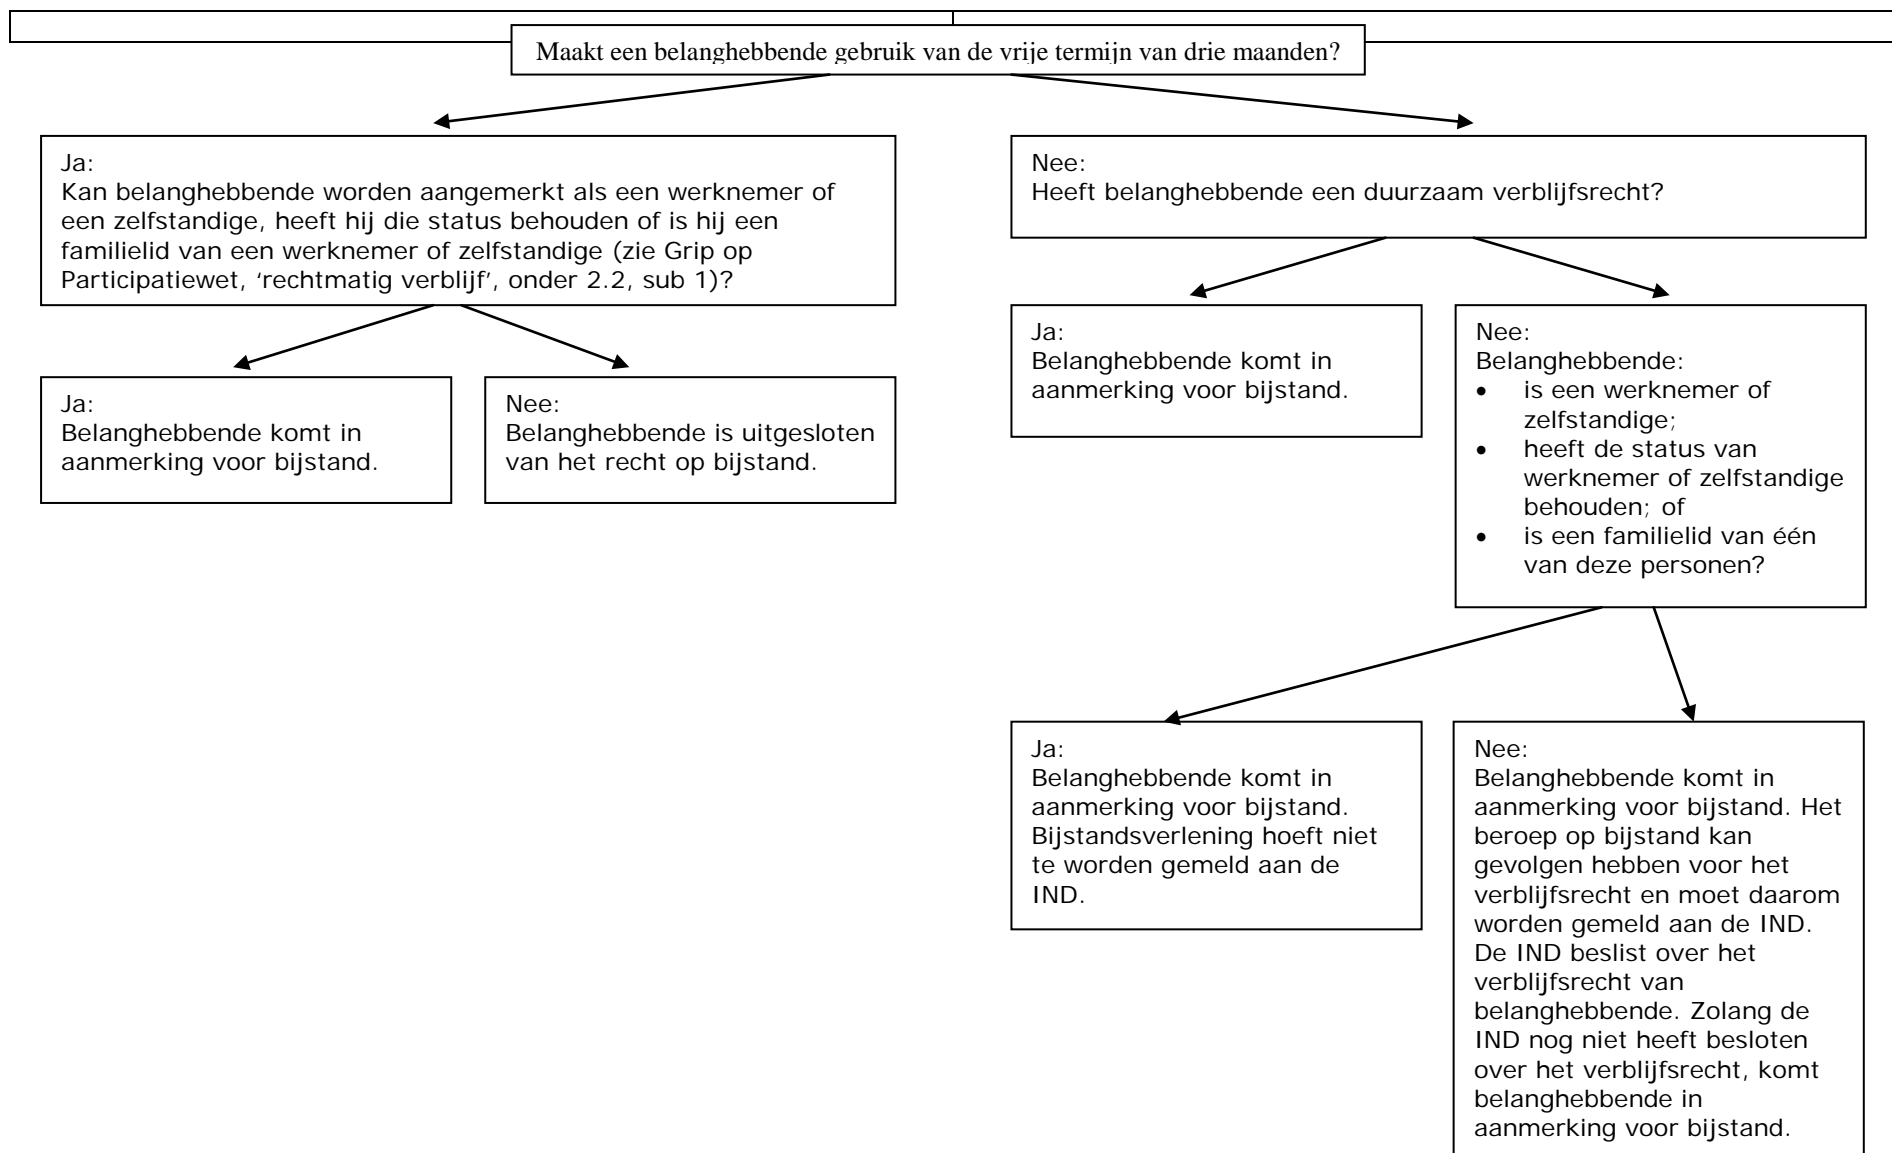 Maakt een belanghebbende gebruik van de vrije termijn van drie maanden?
Ja:
Kan belanghebbende worden aangemerkt als een werknemer of
een zelfstandige, heeft hij die status behouden of is hij een
familielid van een werknemer of zelfstandige (zie Grip op
Participatiewet, ‘rechtmatig verblijf’, onder 2.2, sub 1)?
Nee:
Heeft belanghebbende een duurzaam verblijfsrecht?
Ja:
Belanghebbende komt in
aanmerking voor bijstand.
Nee:
Belanghebbende is uitgesloten
van het recht op bijstand.
Ja:
Belanghebbende komt in
aanmerking voor bijstand.
Nee:
Belanghebbende:
• is een werknemer of
zelfstandige;
• heeft de status van
werknemer of zelfstandige
behouden; of
• is een familielid van één
van deze personen?
Ja:
Belanghebbende komt in
aanmerking voor bijstand.
Bijstandsverlening hoeft niet
te worden gemeld aan de
IND.
Nee:
Belanghebbende komt in
aanmerking voor bijstand. Het
beroep op bijstand kan
gevolgen hebben voor het
verblijfsrecht en moet daarom
worden gemeld aan de IND.
De IND beslist over het
verblijfsrecht van
belanghebbende. Zolang de
IND nog niet heeft besloten
over het verblijfsrecht, komt
belanghebbende in
aanmerking voor bijstand.